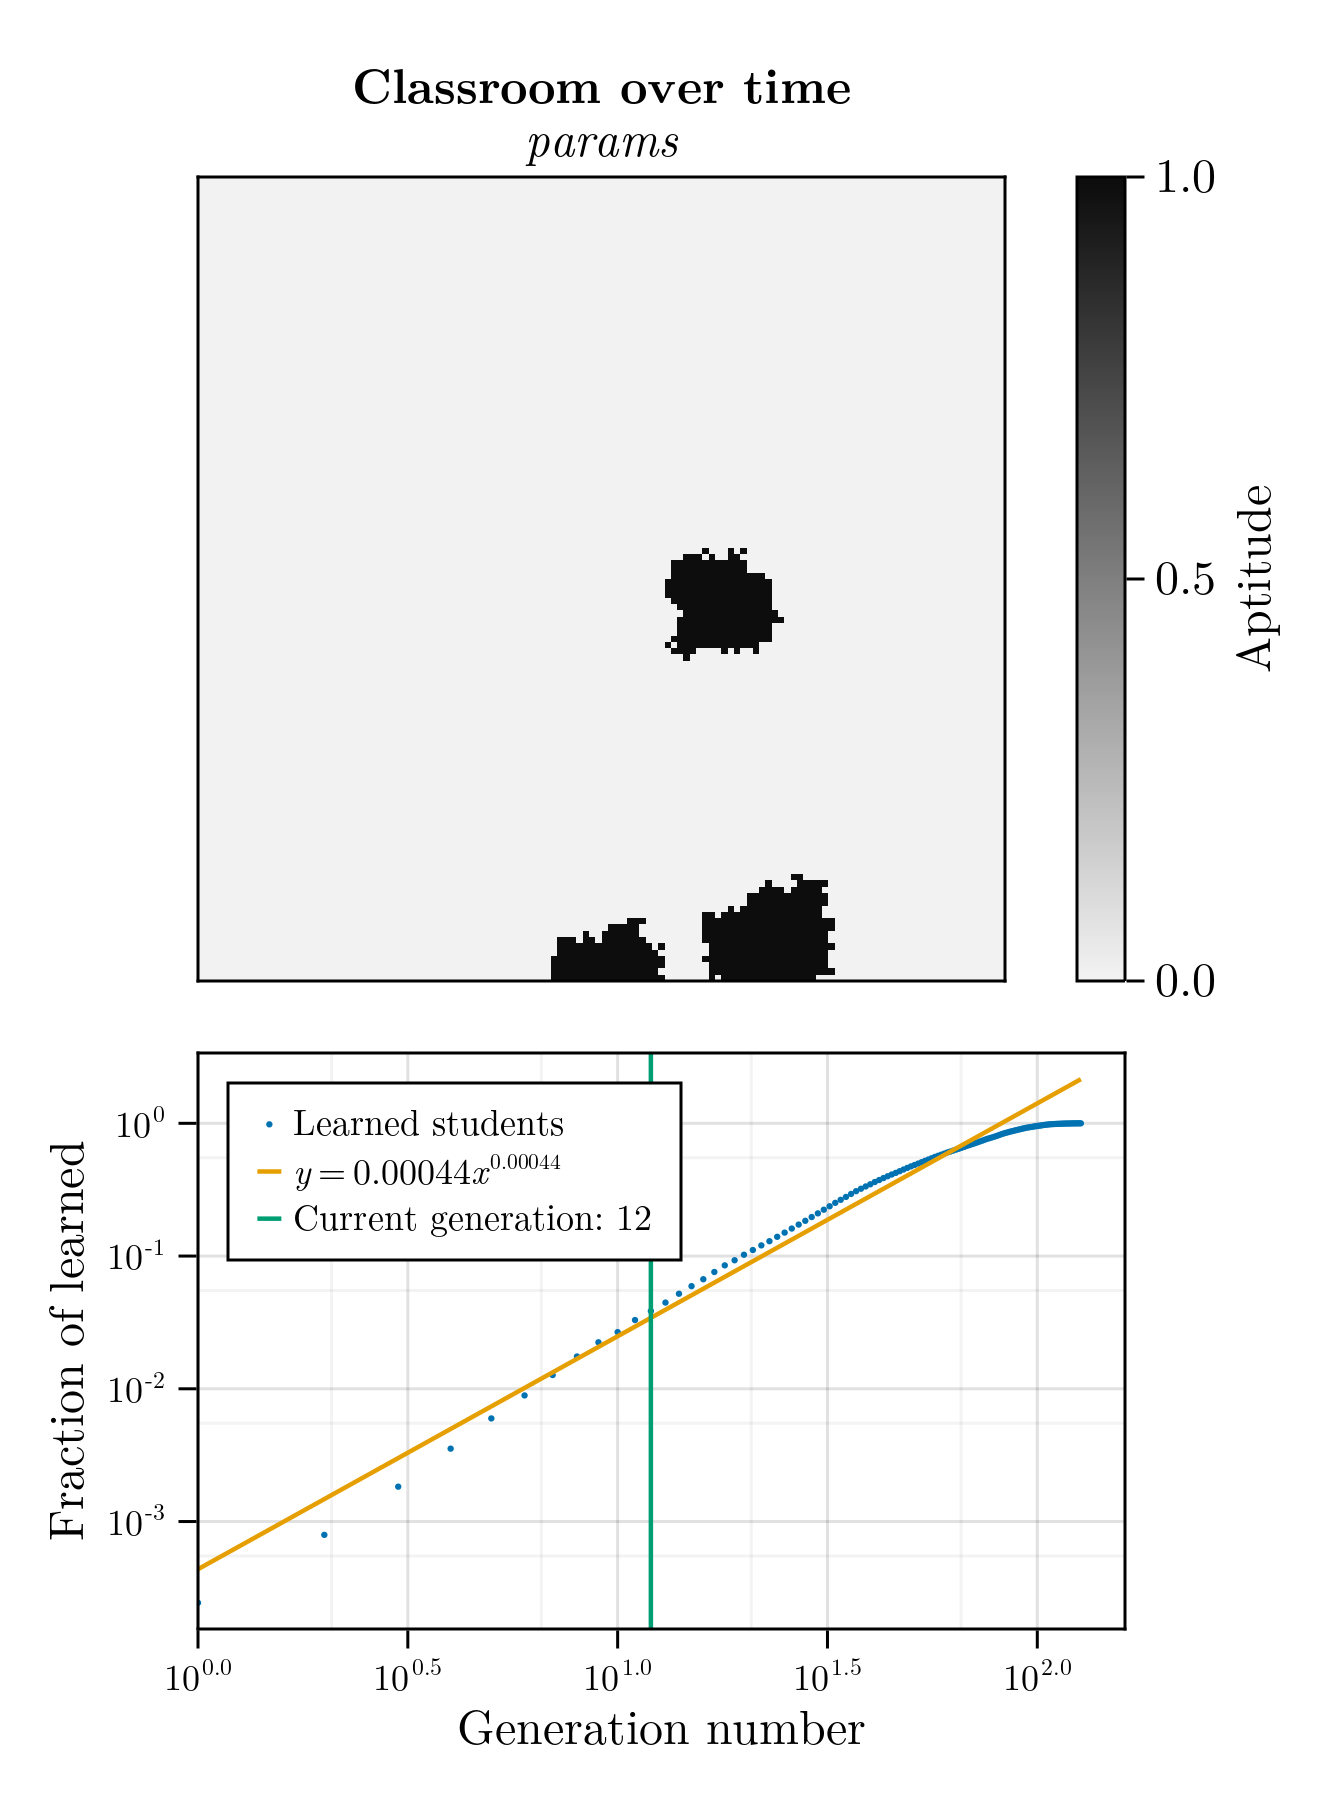 Classroom over time
params
1.0
0.5
0.0
Aptitude
Learned students
y = 0.00044x^0.00044
Current generation: 12
10^0
10^-1
10^-2
10^-3
Fraction of learned
10^0.0 10^0.5 10^1.0 10^1.5 10^2.0
Generation number